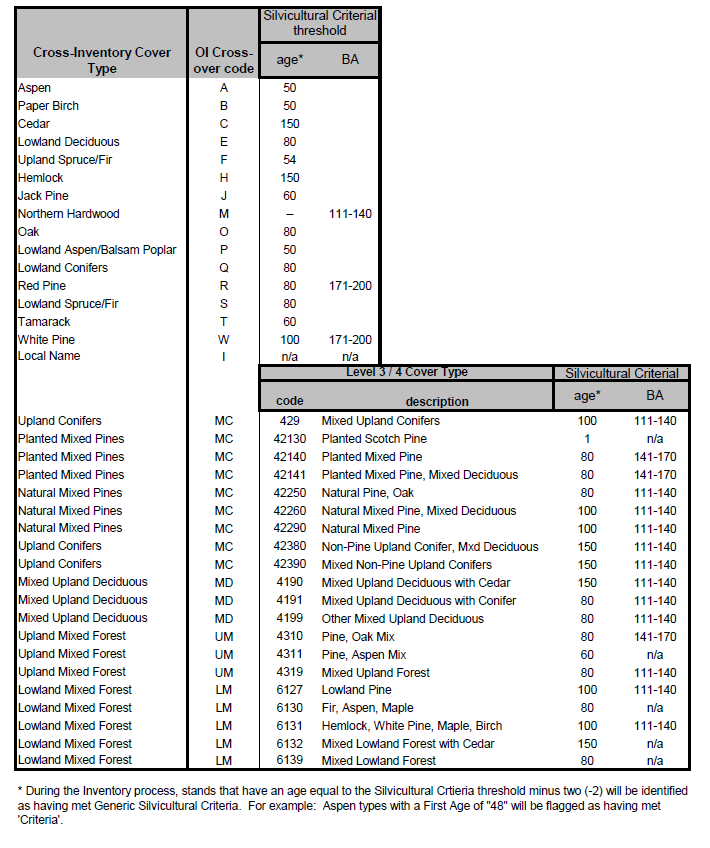 Silvicultural Criterial
threshold
Cross-Inventory Cover
Type
OI Cross-
over code
age* BA
Aspen A 50
Paper Birch B 50
Cedar C 150
Lowland Deciduous E 80
Upland Spruce/Fir F 54
Hemlock H 150
Jack Pine J 60
Northern Hardwood M – 111-140
Oak O 80
Lowland Aspen/Balsam Poplar P 50
Lowland Conifers Q 80
Red Pine R 80 171-200
Lowland Spruce/Fir S 80
Tamarack T 60
White Pine W 100 171-200
Local Name I n/a n/a
Level 3 / 4 Cover Type Silvicultural Criterial
code description age* BA
Upland Conifers MC 429 Mixed Upland Conifers 100 111-140
Planted Mixed Pines MC 42130 Planted Scotch Pine 1 n/a
Planted Mixed Pines MC 42140 Planted Mixed Pine 80 141-170
Planted Mixed Pines MC 42141 Planted Mixed Pine, Mixed Deciduous 80 141-170
Natural Mixed Pines MC 42250 Natural Pine, Oak 80 111-140
Natural Mixed Pines MC 42260 Natural Mixed Pine, Mixed Deciduous 100 111-140
Natural Mixed Pines MC 42290 Natural Mixed Pine 100 111-140
Upland Conifers MC 42380 Non-Pine Upland Conifer, Mxd Deciduous 150 111-140
Upland Conifers MC 42390 Mixed Non-Pine Upland Conifers 150 111-140
Mixed Upland Deciduous MD 4190 Mixed Upland Deciduous with Cedar 150 111-140
Mixed Upland Deciduous MD 4191 Mixed Upland Deciduous with Conifer 80 111-140
Mixed Upland Deciduous MD 4199 Other Mixed Upland Deciduous 80 111-140
Upland Mixed Forest UM 4310 Pine, Oak Mix 80 141-170
Upland Mixed Forest UM 4311 Pine, Aspen Mix 60 n/a
Upland Mixed Forest UM 4319 Mixed Upland Forest 80 111-140
Lowland Mixed Forest LM 6127 Lowland Pine 100 111-140
Lowland Mixed Forest LM 6130 Fir, Aspen, Maple 80 n/a
Lowland Mixed Forest LM 6131 Hemlock, White Pine, Maple, Birch 100 111-140
Lowland Mixed Forest LM 6132 Mixed Lowland Forest with Cedar 150 n/a
Lowland Mixed Forest LM 6139 Mixed Lowland Forest 80 n/a
* During the Inventory process, stands that have an age equal to the Silvicultural Crtieria threshold minus two (-2) will be identified
as having met Generic Silvicultural Criteria. For example: Aspen types with a First Age of "48" will be flagged as having met
'Criteria'.